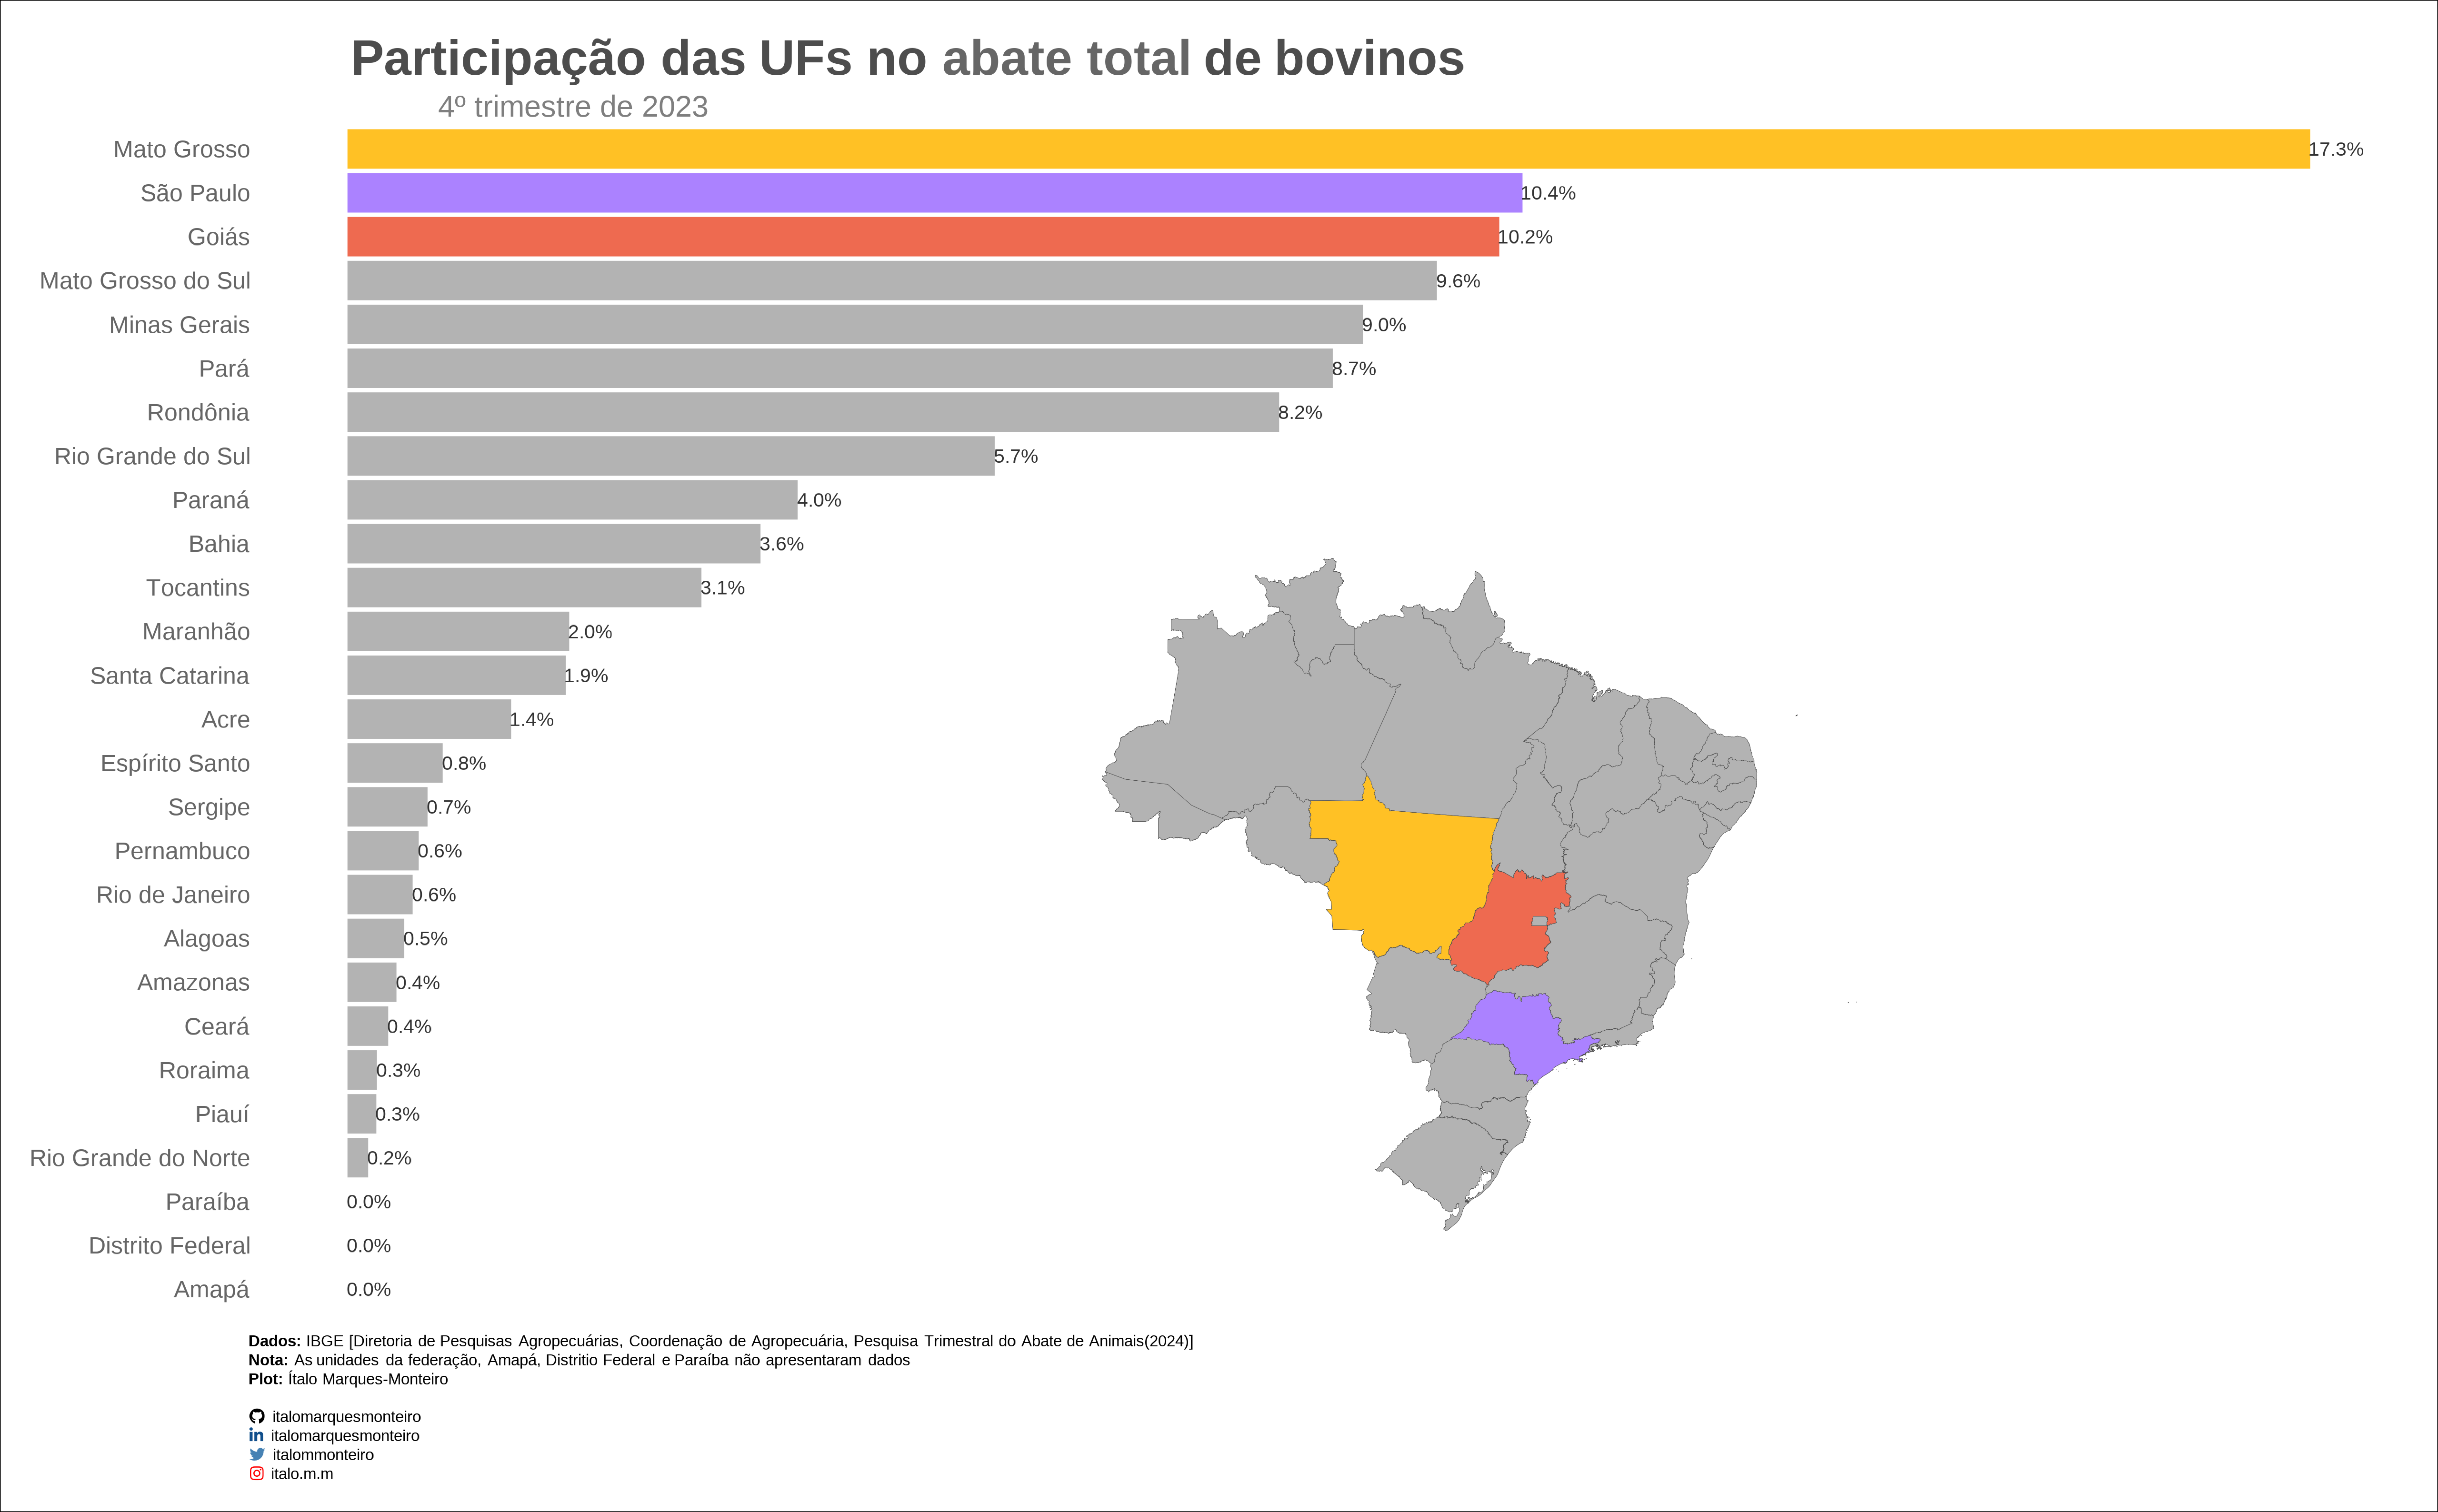 Participação das UFs no abate total de bovinos
4º trimestre de 2023
Mato Grosso 17.3%
São Paulo 10.4%
Goiás 10.2%
Mato Grosso do Sul 9.6%
Minas Gerais 9.0%
Pará 8.7%
Rondônia 8.2%
Rio Grande do Sul 5.7%
Paraná 4.0%
Bahia 3.6%
Tocantins 3.1%
Maranhão 2.0%
Santa Catarina 1.9%
Acre 1.4%
Espírito Santo 0.8%
Sergipe 0.7%
Pernambuco 0.6%
Rio de Janeiro 0.6%
Alagoas 0.5%
Amazonas 0.4%
Ceará 0.4%
Roraima 0.3%
Piauí 0.3%
Rio Grande do Norte 0.2%
Paraíba 0.0%
Distrito Federal 0.0%
Amapá 0.0%
Dados: IBGE [Diretoria de Pesquisas Agropecuárias, Coordenação de Agropecuária, Pesquisa Trimestral do Abate de Animais(2024)]
Nota: As unidades da federação, Amapá, Distritio Federal e Paraíba não apresentaram dados
Plot: Ítalo Marques-Monteiro
italomarquesmonteiro
italomarquesmonteiro
italommonteiro
italo.m.m